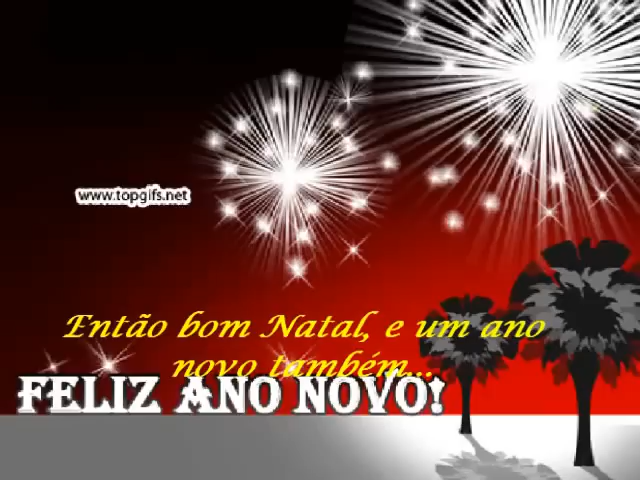 www.topgifs.net
Então bom Natal, e um ano
novo também...
FELIZ ANO NOVO!